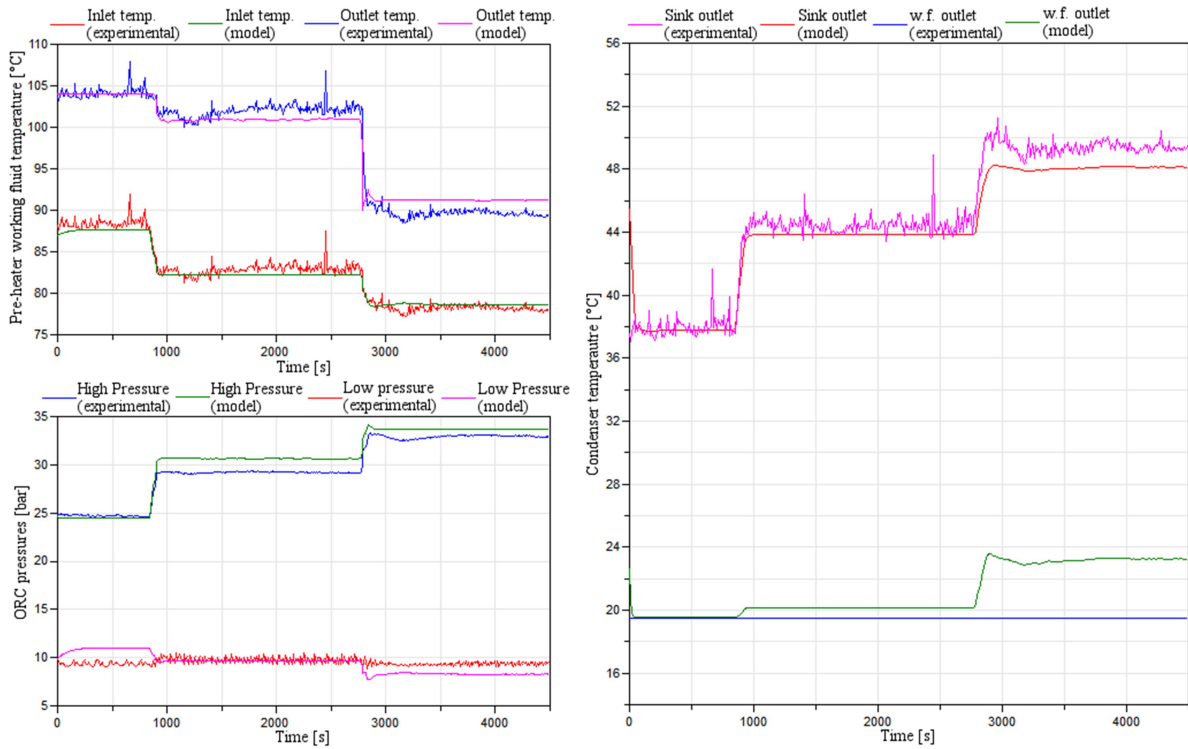 Inlet temp. Inlet temp. Outlet temp. Outlet temp.
(experimental) (model) (experimental) (model)
110
105
100
95
90
85
80
75
Pre-heater working fluid temperature [°C]
0 1000 2000 3000 4000
Time [s]
High Pressure High Pressure Low pressure Low Pressure
(experimental) (model) (experimental) (model)
35
30
25
20
15
10
5
ORC pressures [bar]
0 1000 2000 3000 4000
Time [s]
Sink outlet Sink outlet w.f. outlet w.f. outlet
(experimental) (model) (experimental) (model)
56
52
48
44
40
36
32
28
24
20
16
Condenser temperautre [°C]
0 1000 2000 3000 4000
Time [s]